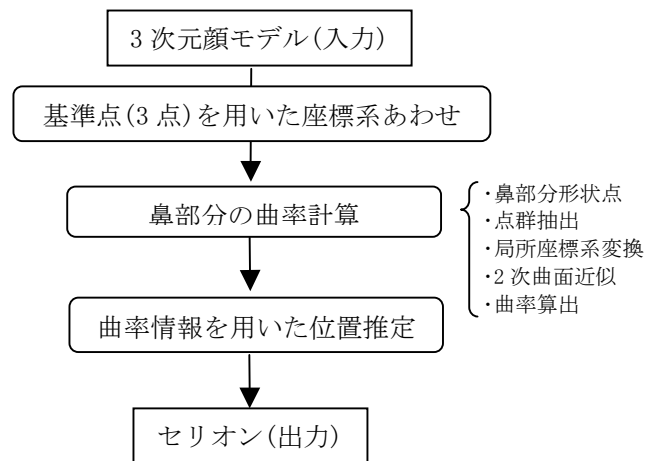 3 次元顔モデル(入力)
基準点(3 点)を用いた座標系あわせ
鼻部分の曲率計算
・鼻部分形状点
・点群抽出
・局所座標系変換
・2 次曲面近似
・曲率算出
曲率情報を用いた位置推定
セリオン(出力)